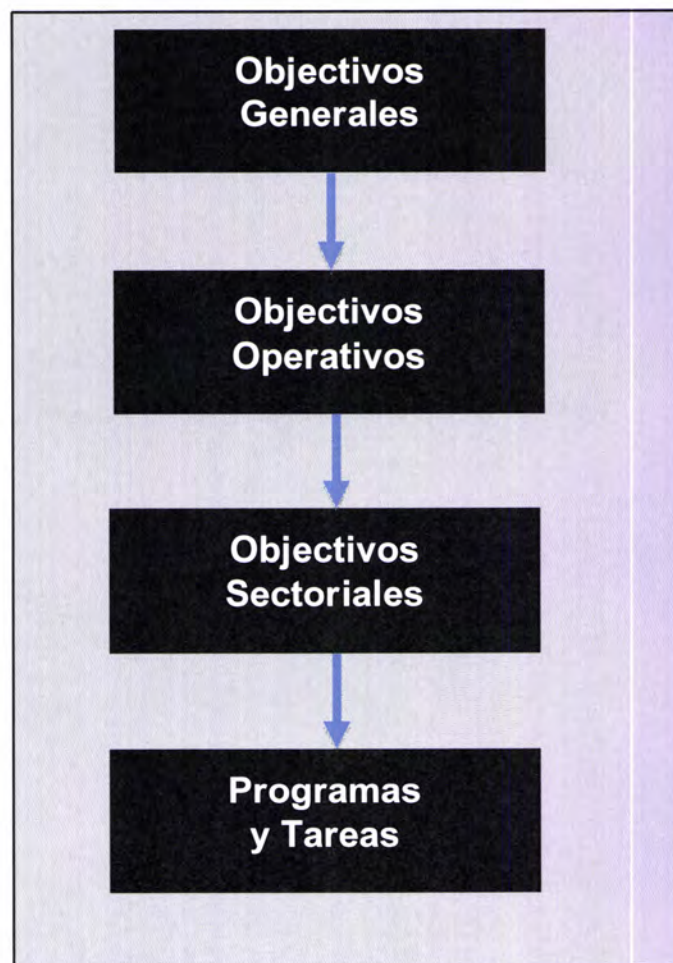 Objectivos
Generales
Objectivos
Operativos
Objectivos
Sectoriales
Programas
y Tareas